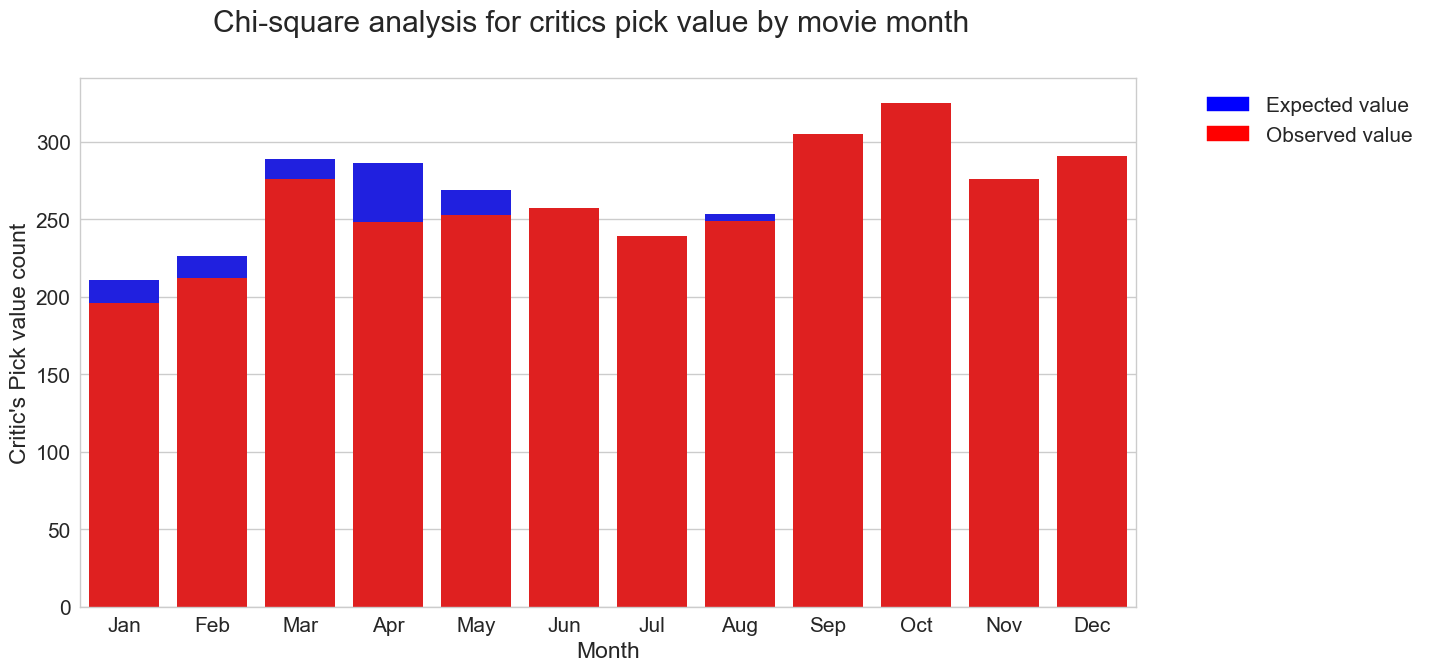 Chi-square analysis for critics pick value by movie month
Expected value
Observed value
Critic's Pick value count
300
250
200
150
100
50
0
Jan Feb Mar Apr May Jun Jul Aug Sep Oct Nov Dec
Month